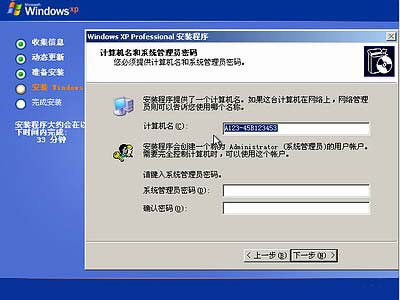 Microsoft
Windows xp
收集信息
动态更新
准备安装
安装 Windows
完成安装
安装程序大约会在以
下时间内完成:
33 分钟
Windows XP Professional 安装程序
计算机名和系统管理员密码
您必须提供计算机名和系统管理员密码。
安装程序提供了一个计算机名。如果这台计算机在网络上，网络管理
员则可以告诉您使用哪个名称。
计算机名(C):
A123-45B123453
安装程序会创建一个称为 Administrator (系统管理员)的用户帐户。
需要完全控制计算机时，可以使用这个帐户。
请键入系统管理员密码。
系统管理员密码(D):
确认密码(O):
< 上一步(B)
下一步(N) >